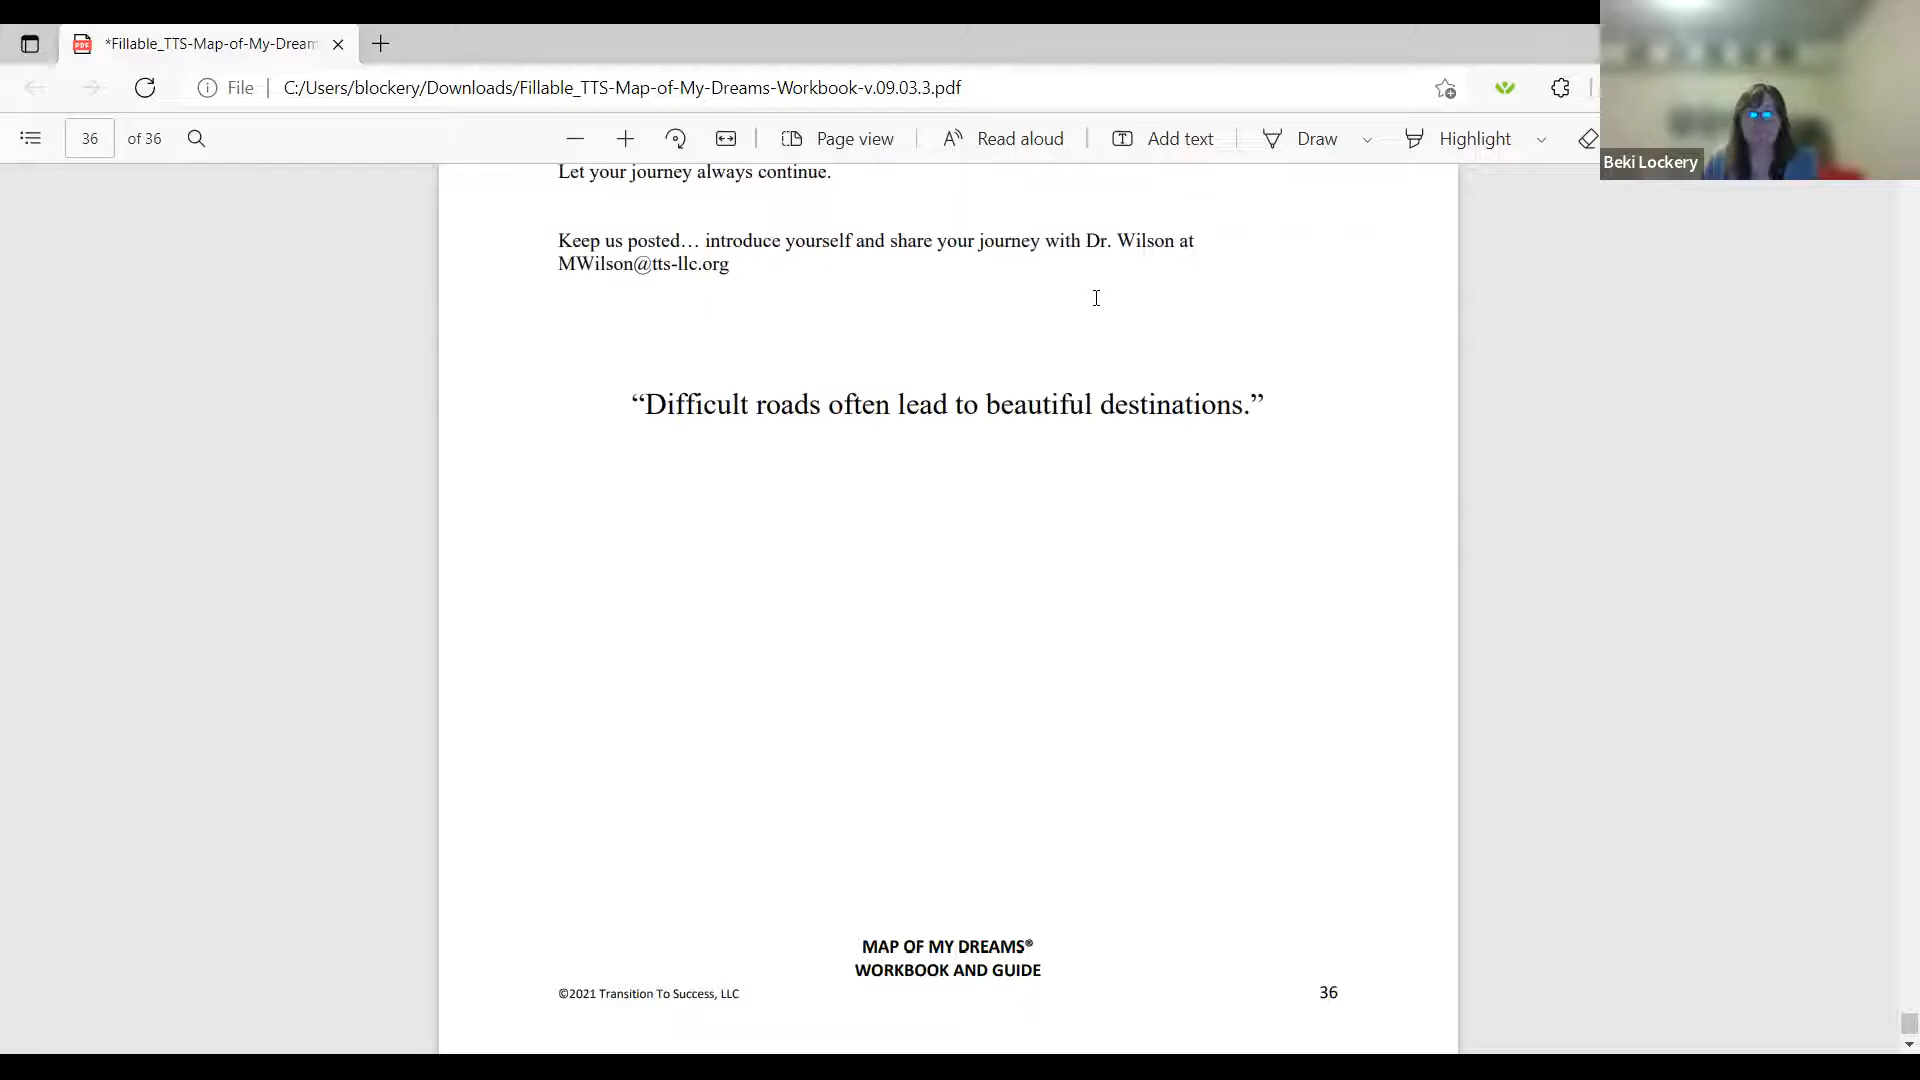 *Fillable_TTS-Map-of-My-Dream
File
C:/Users/blockery/Downloads/Fillable_TTS-Map-of-My-Dreams-Workbook-v.09.03.3.pdf
36 of 36
Page view
Read aloud
Add text
Draw
Highlight
Beki Lockery
Let your journey always continue.
Keep us posted… introduce yourself and share your journey with Dr. Wilson at
MWilson@tts-llc.org
“Difficult roads often lead to beautiful destinations.”
MAP OF MY DREAMS®
WORKBOOK AND GUIDE
©2021 Transition To Success, LLC
36